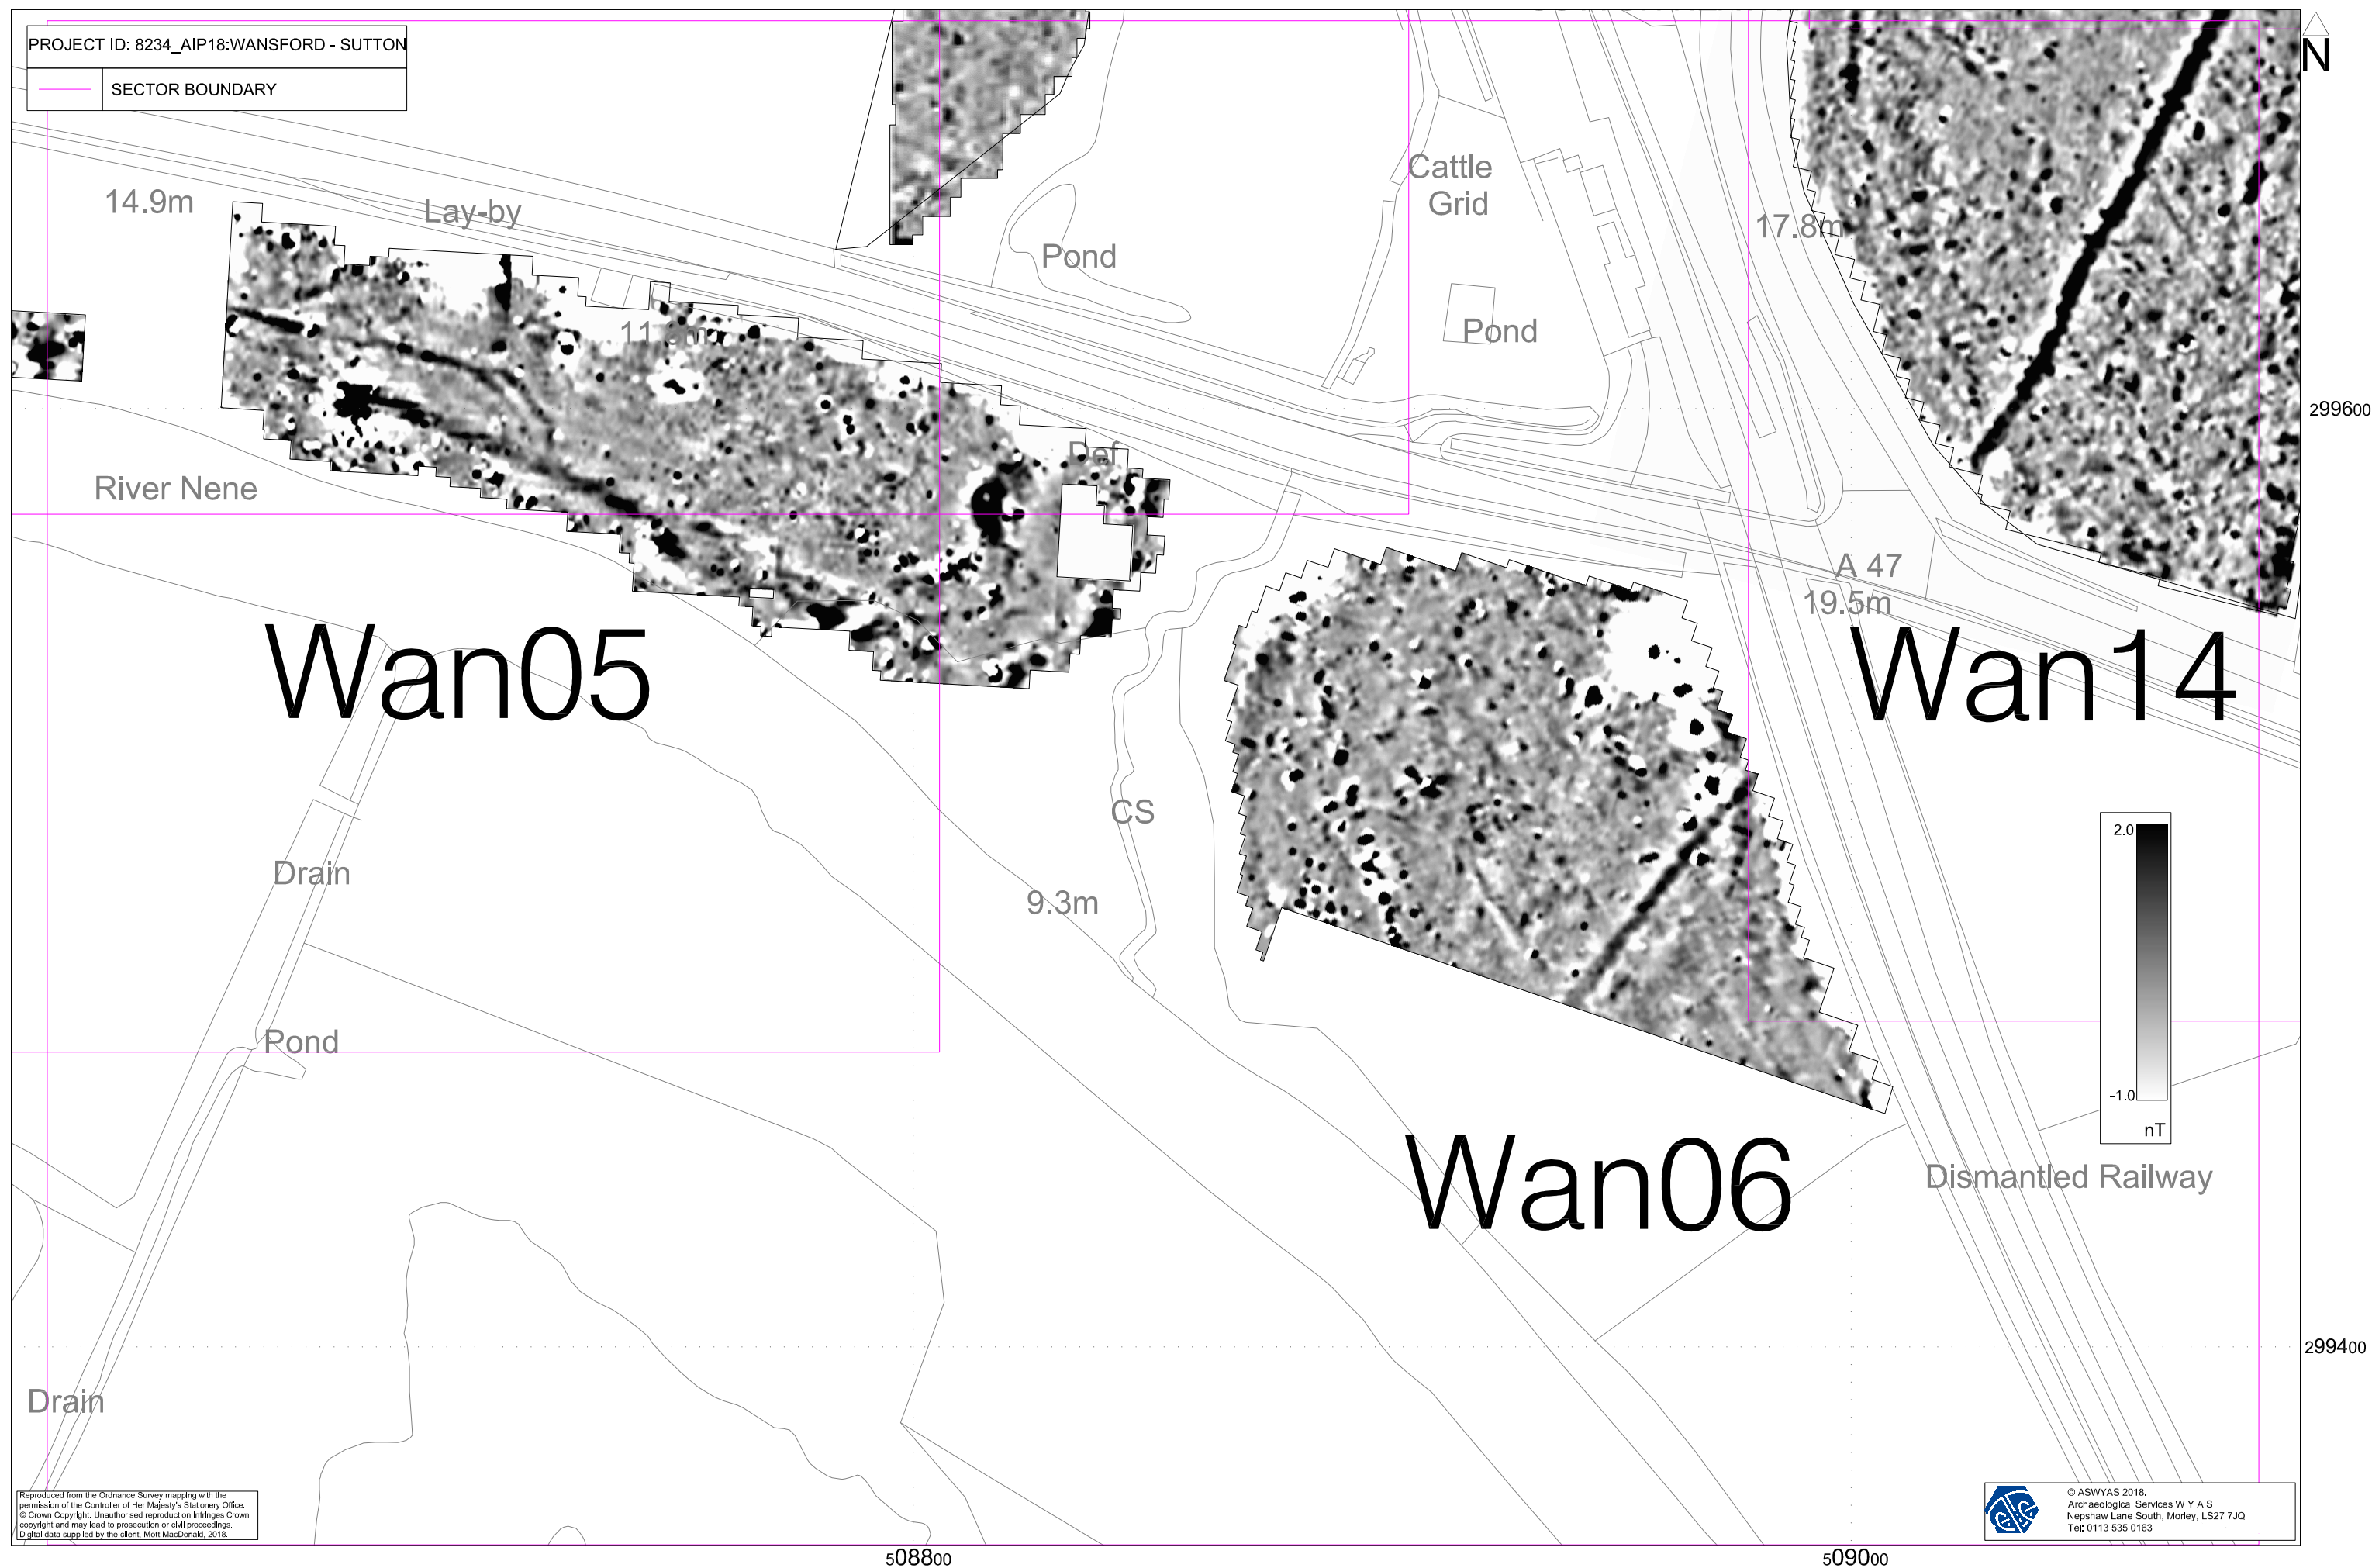 PROJECT ID: 8234_AIP18:WANSFORD - SUTTON
SECTOR BOUNDARY
N
14.9m
Lay-by
Cattle
Grid
Pond
17.8m
Pond
299600
Def
River Nene
A 47
19.5m
Wan05
Wan14
CS
2.0
Drain
9.3m
-1.0
nT
Pond
Wan06
Dismantled Railway
299400
Drain
Reproduced from the Ordnance Survey mapping with the
permission of the Controller of Her Majesty's Stationery Office.
© Crown Copyright. Unauthorised reproduction infringes Crown
copyright and may lead to prosecution or civil proceedings.
Digital data supplied by the client, Mott MacDonald, 2018.
© ASWYAS 2018.
Archaeological Services W Y A S
Nepshaw Lane South, Morley, LS27 7JQ
Tel: 0113 535 0163
508800
509000